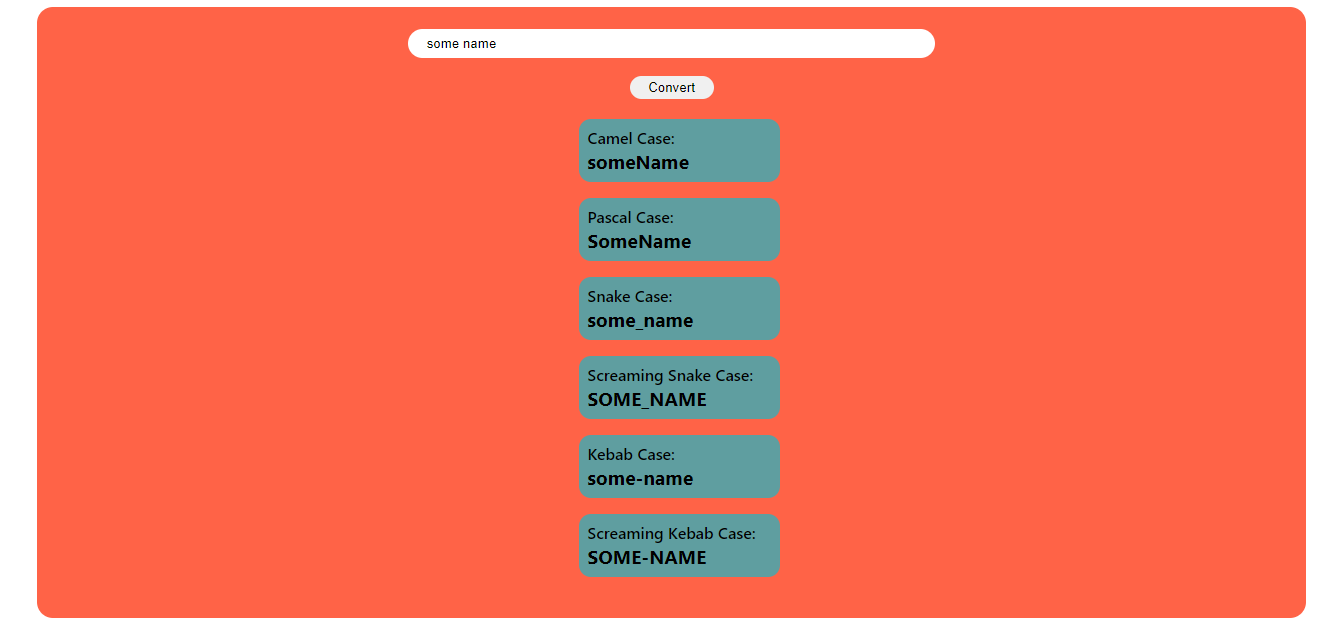 some name
Convert
Camel Case:
someName
Pascal Case:
SomeName
Snake Case:
some_name
Screaming Snake Case:
SOME_NAME
Kebab Case:
some-name
Screaming Kebab Case:
SOME-NAME